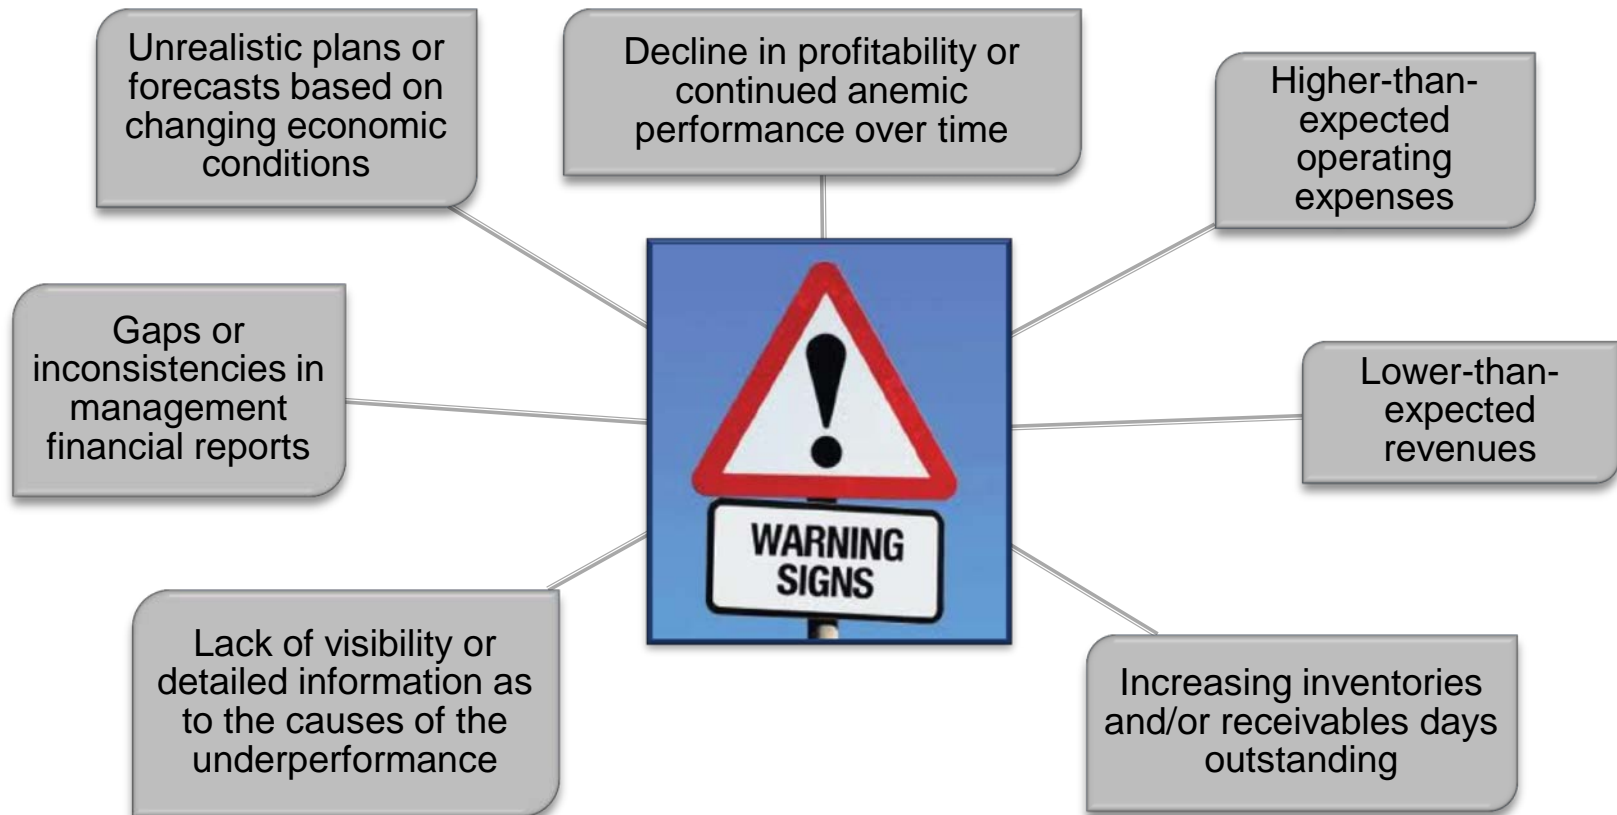 Unrealistic plans or
forecasts based on
changing economic
conditions
Decline in profitability or
continued anemic
performance over time
Higher-than-
expected
operating
expenses
Gaps or
inconsistencies in
management
financial reports
Lower-than-
expected
revenues
WARNING
SIGNS
Lack of visibility or
detailed information as
to the causes of the
underperformance
Increasing inventories
and/or receivables days
outstanding